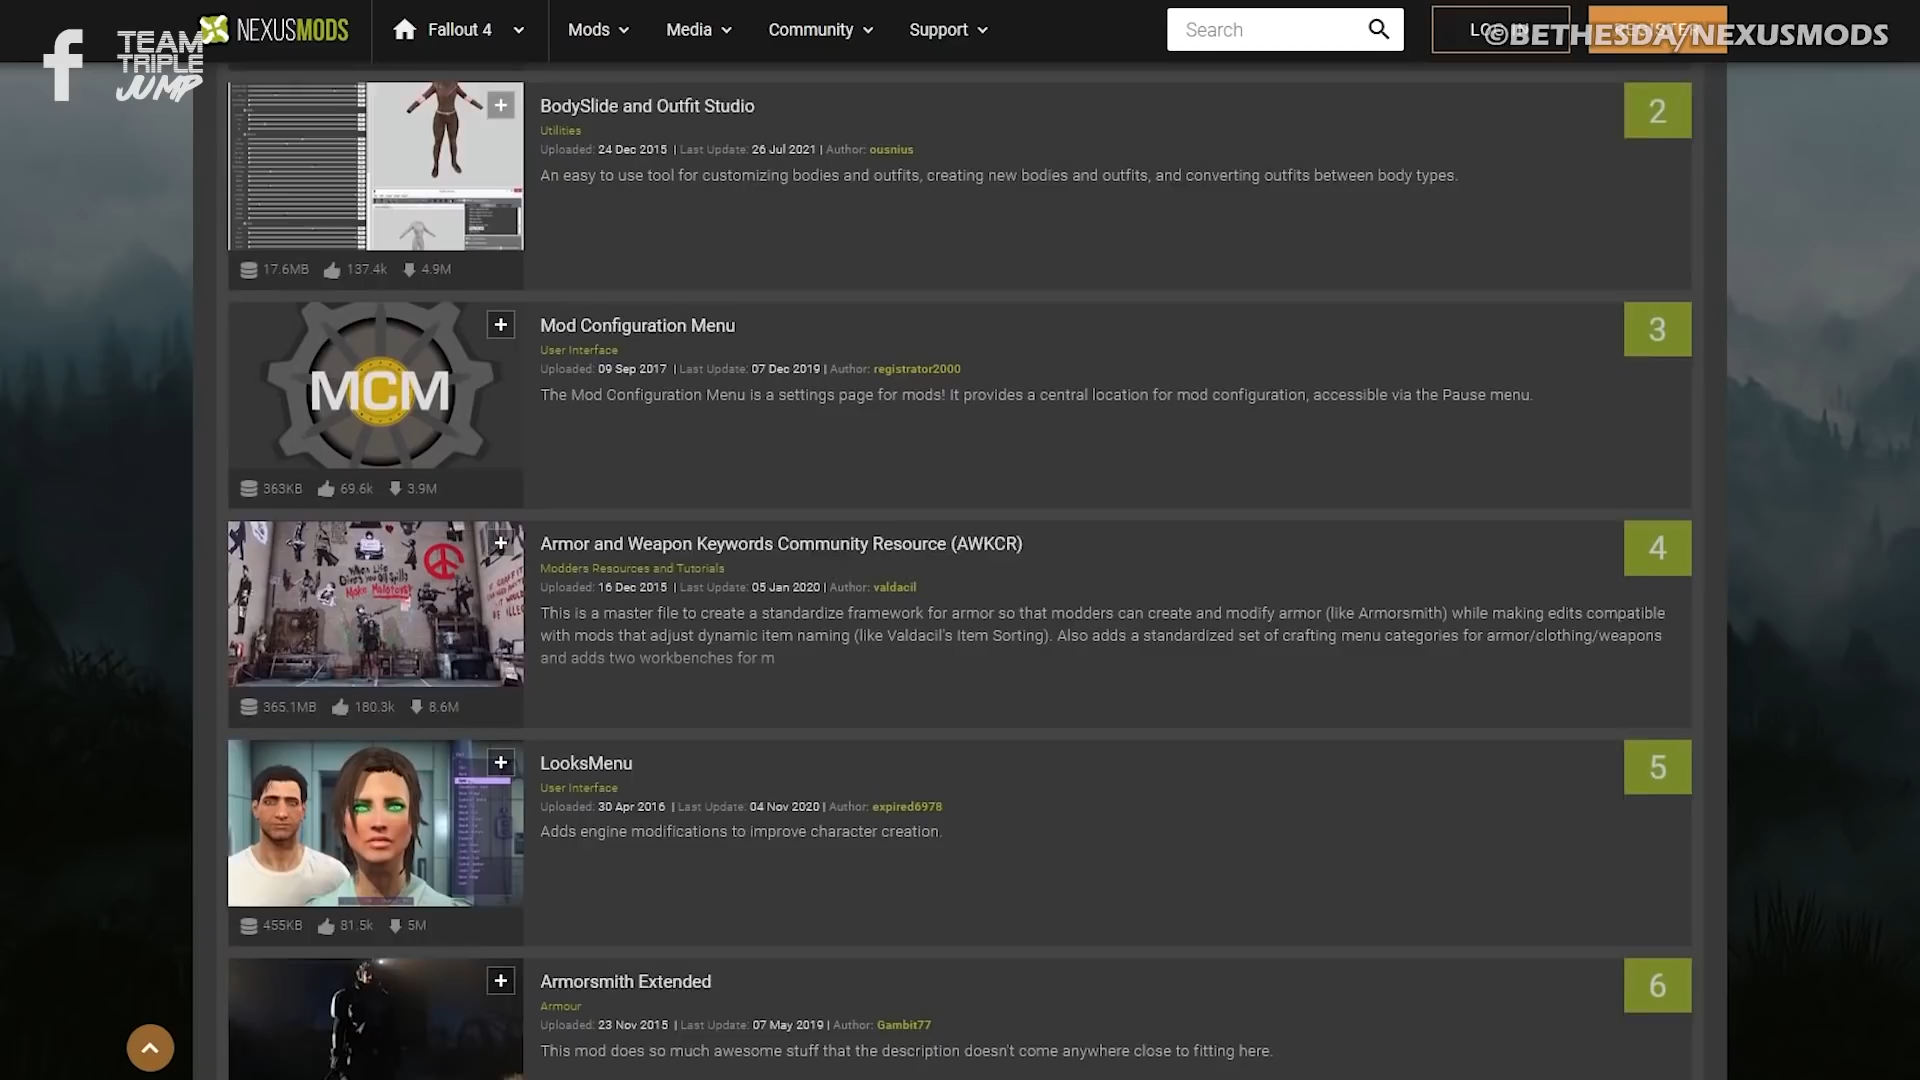 f
TEAM
TRIPLE
JUMP
NEXUSMODS
Fallout 4
Mods
Media
Community
Support
Search
©BETHESDA/NEXUSMODS
BodySlide and Outfit Studio
2
Utilities
Uploaded: 24 Dec 2015 | Last Update: 26 Jul 2021 | Author: ousnius
An easy to use tool for customizing bodies and outfits, creating new bodies and outfits, and converting outfits between body types.
17.6MB 137.4k 4.9M
MCM
Mod Configuration Menu
3
User Interface
Uploaded: 09 Sep 2017 | Last Update: 07 Dec 2019 | Author: registrator2000
The Mod Configuration Menu is a settings page for mods! It provides a central location for mod configuration, accessible via the Pause menu.
363KB 69.6k 3.9M
When Life
Make Molotovs!
Armor and Weapon Keywords Community Resource (AWKCR)
4
Modders Resources and Tutorials
Uploaded: 16 Dec 2015 | Last Update: 05 Jan 2020 | Author: valdacil
This is a master file to create a standardize framework for armor so that modders can create and modify armor (like Armorsmith) while making edits compatible
with mods that adjust dynamic item naming (like Valdacil's Item Sorting). Also adds a standardized set of crafting menu categories for armor/clothing/weapons
and adds two workbenches for m
365.1MB 180.3k 8.6M
LooksMenu
5
User Interface
Uploaded: 30 Apr 2016 | Last Update: 04 Nov 2020 | Author: expired6978
Adds engine modifications to improve character creation.
455KB 81.5k 5M
Armorsmith Extended
6
Armour
Uploaded: 23 Nov 2015 | Last Update: 07 May 2019 | Author: Gambit77
This mod does so much awesome stuff that the description doesn't come anywhere close to fitting here.